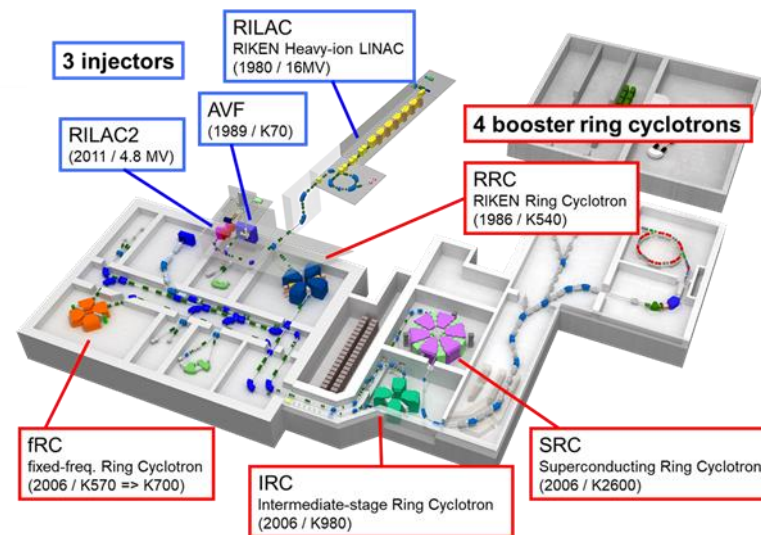 RILAC
RIKEN Heavy-ion LINAC
(1980 / 16MV)
3 injectors
AVF
(1989 / K70)
RILAC2
(2011 / 4.8 MV)
4 booster ring cyclotrons
RRC
RIKEN Ring Cyclotron
(1986 / K540)
fRC
fixed-freq. Ring Cyclotron
(2006 / K570 => K700)
IRC
Intermediate-stage Ring Cyclotron
(2006 / K980)
SRC
Superconducting Ring Cyclotron
(2006 / K2600)